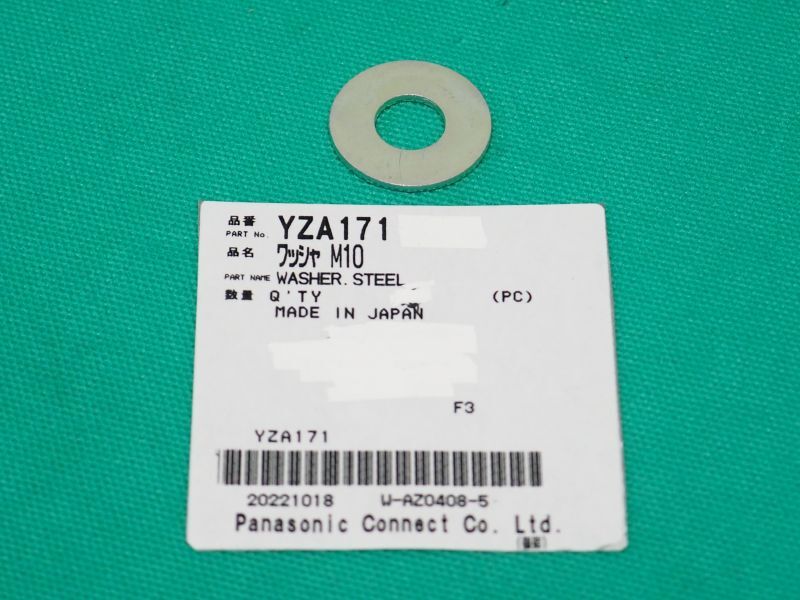 品番 YZA171
PART No.
品名 ワッシャ M10
PART NAME WASHER. STEEL
数量 Q'TY (PC)
MADE IN JAPAN
F3
YZA171
20221018 W-AZ0408-5
Panasonic Connect Co. Ltd.